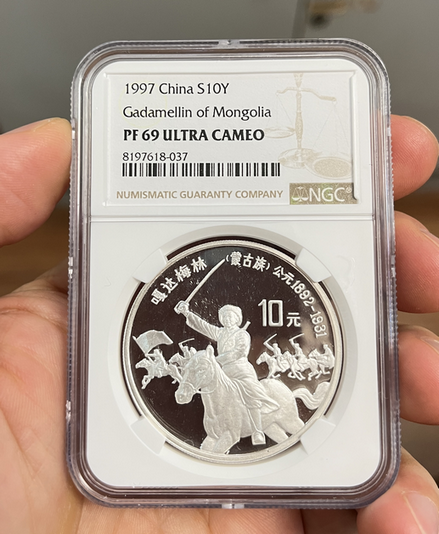 1997 China S10Y
Gadamellin of Mongolia
PF 69 ULTRA CAMEO
8197618-037
NUMISMATIC GUARANTY COMPANY
NGC
嘎达梅林 (蒙古族) 公元1892-1931
10元